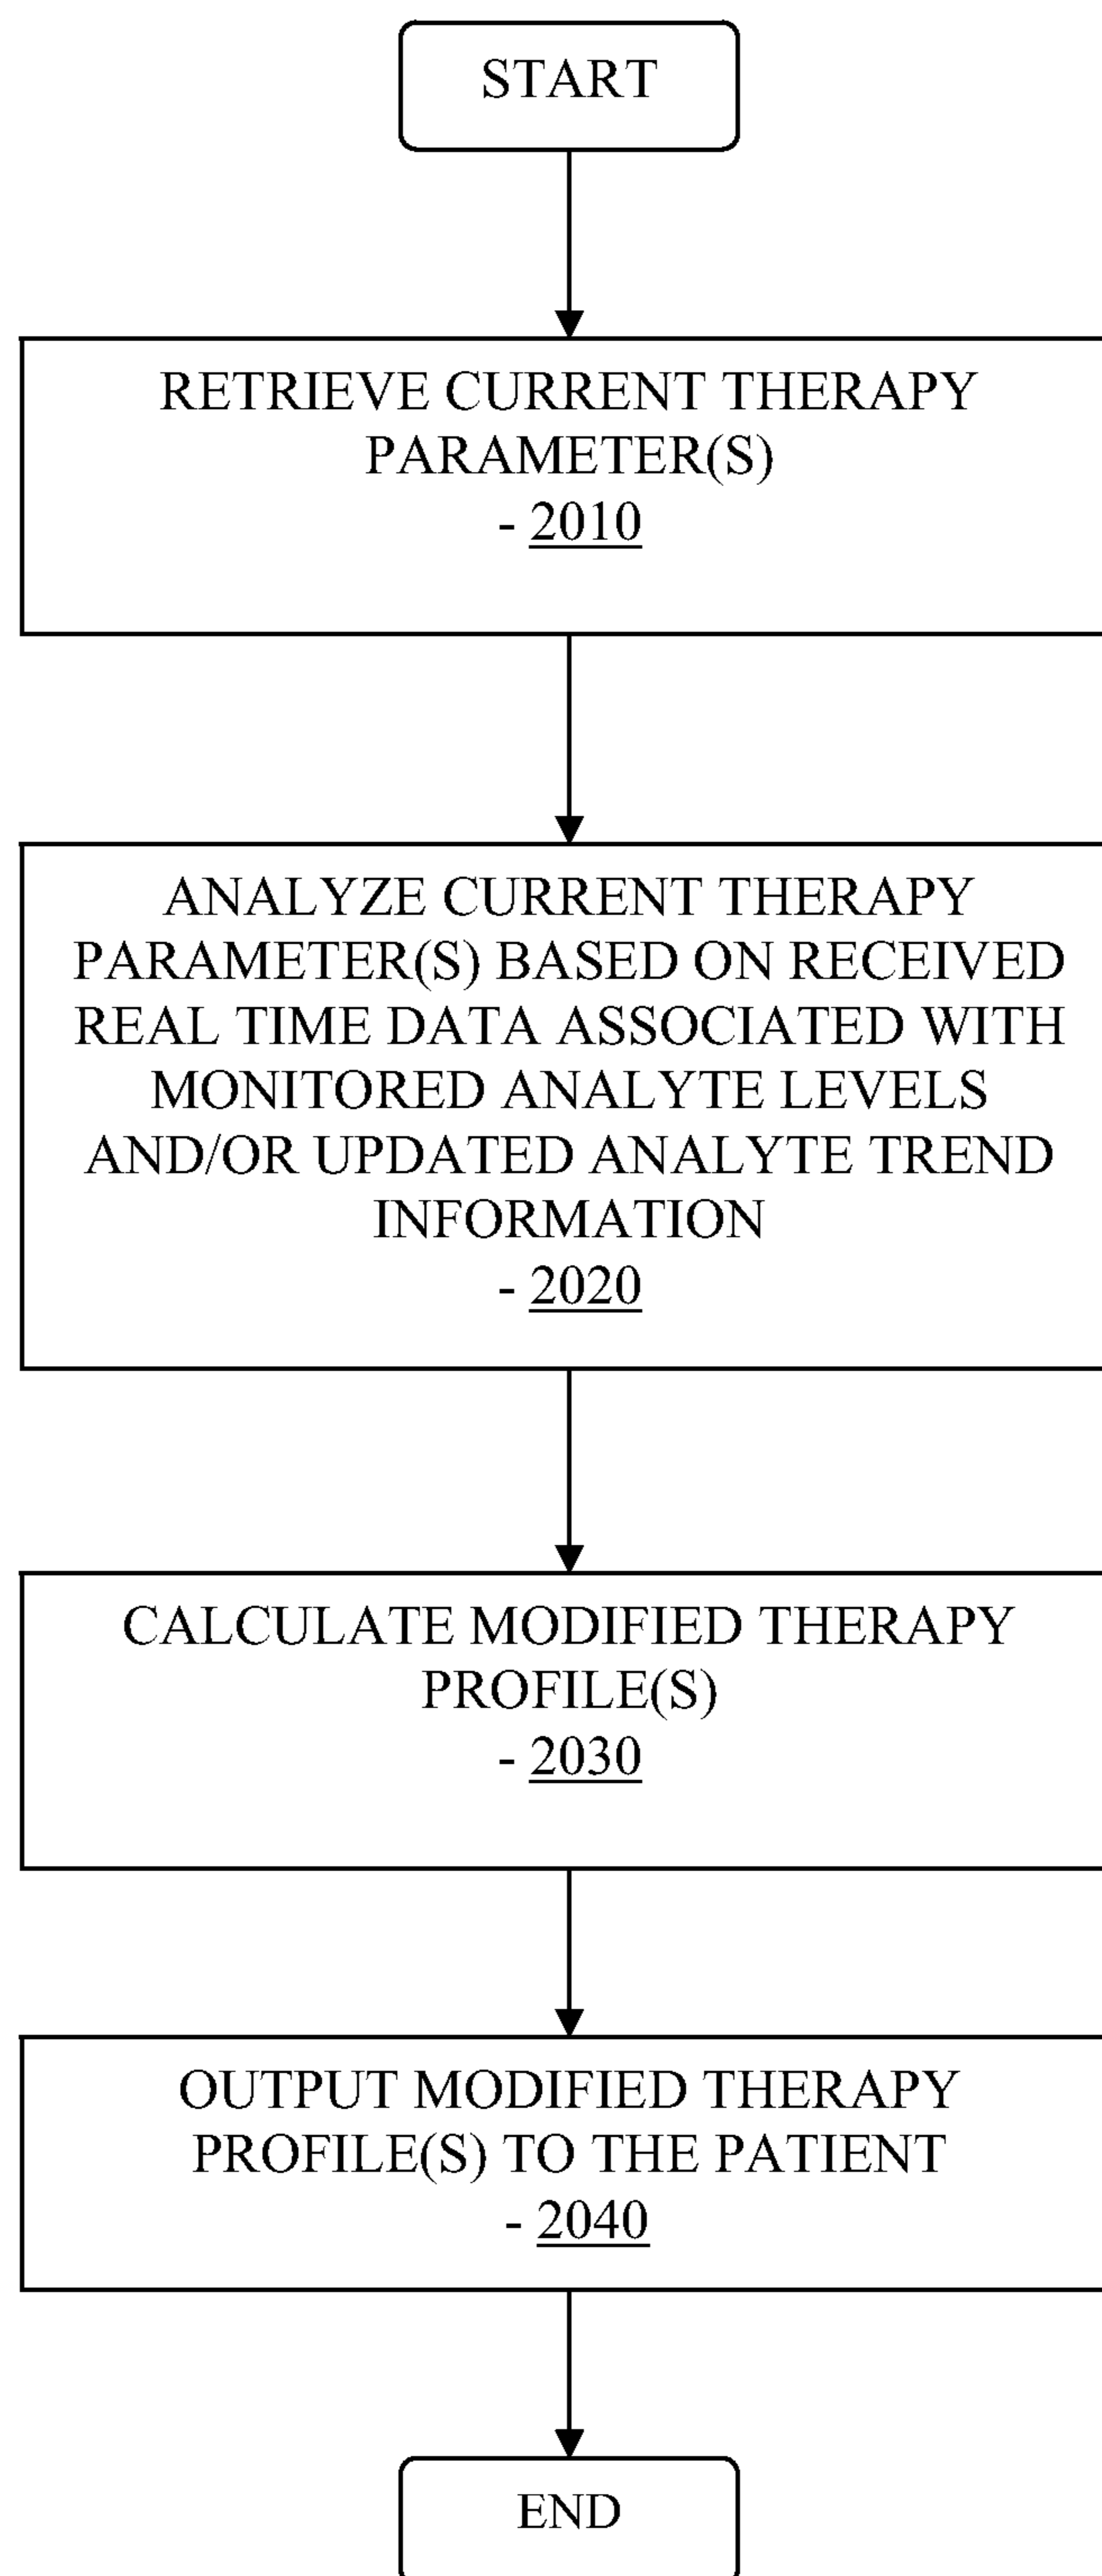 START
RETRIEVE CURRENT THERAPY
PARAMETER(S)
- 2010
ANALYZE CURRENT THERAPY
PARAMETER(S) BASED ON RECEIVED
REAL TIME DATA ASSOCIATED WITH
MONITORED ANALYTE LEVELS
AND/OR UPDATED ANALYTE TREND
INFORMATION
- 2020
CALCULATE MODIFIED THERAPY
PROFILE(S)
- 2030
OUTPUT MODIFIED THERAPY
PROFILE(S) TO THE PATIENT
- 2040
END